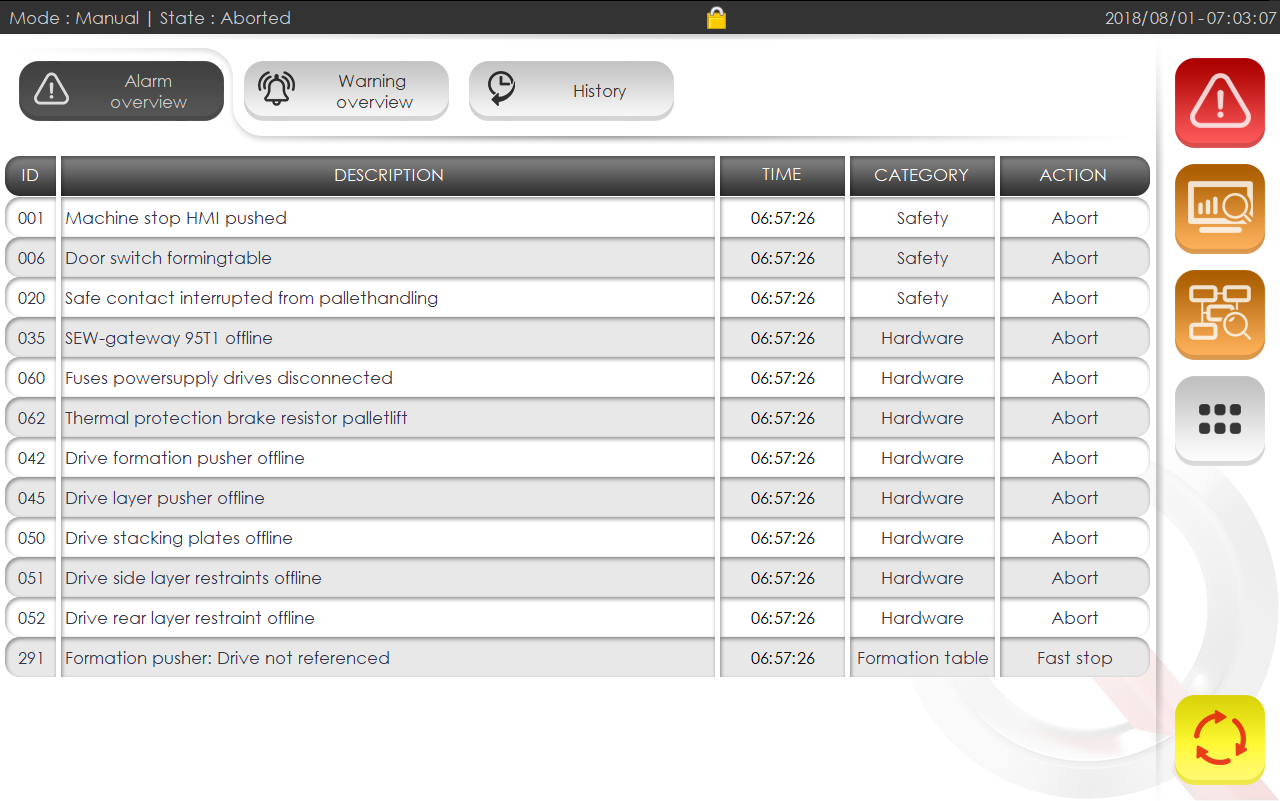 Mode : Manual | State : Aborted 2018/08/01-07:03:07
Alarm
overview
Warning
overview
History
ID DESCRIPTION TIME CATEGORY ACTION
001 Machine stop HMI pushed 06:57:26 Safety Abort
006 Door switch formingtable 06:57:26 Safety Abort
020 Safe contact interrupted from pallethandling 06:57:26 Safety Abort
035 SEW-gateway 95T1 offline 06:57:26 Hardware Abort
060 Fuses powersupply drives disconnected 06:57:26 Hardware Abort
062 Thermal protection brake resistor palletlift 06:57:26 Hardware Abort
042 Drive formation pusher offline 06:57:26 Hardware Abort
045 Drive layer pusher offline 06:57:26 Hardware Abort
050 Drive stacking plates offline 06:57:26 Hardware Abort
051 Drive side layer restraints offline 06:57:26 Hardware Abort
052 Drive rear layer restraint offline 06:57:26 Hardware Abort
291 Formation pusher: Drive not referenced 06:57:26 Formation table Fast stop